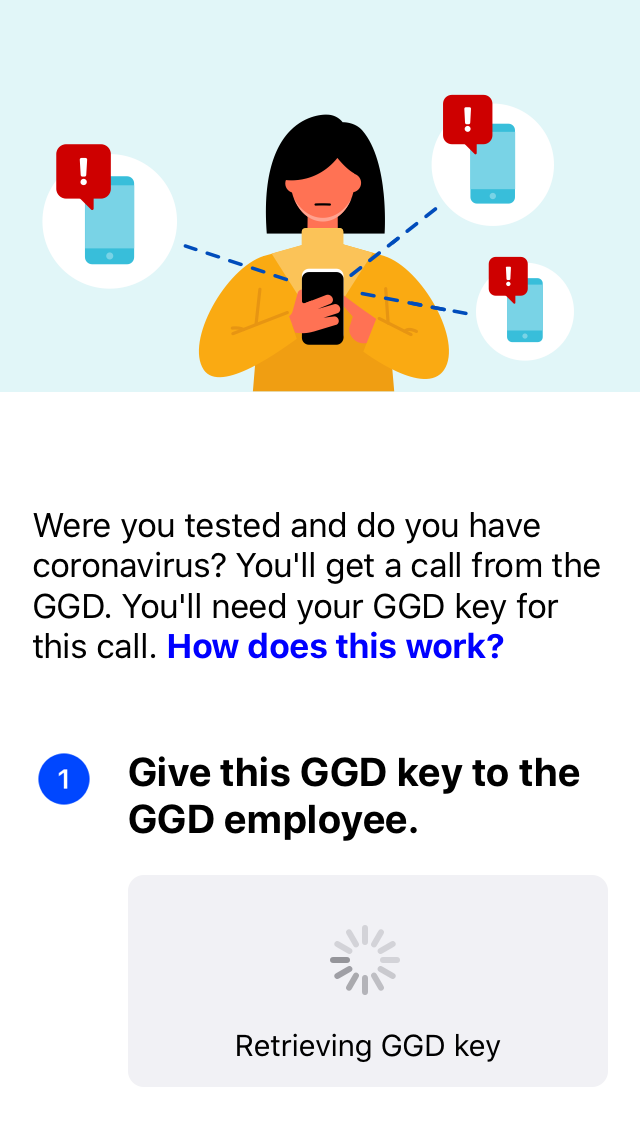 !
!
!
Were you tested and do you have
coronavirus? You'll get a call from the
GGD. You'll need your GGD key for
this call. How does this work?
1
Give this GGD key to the
GGD employee.
Retrieving GGD key